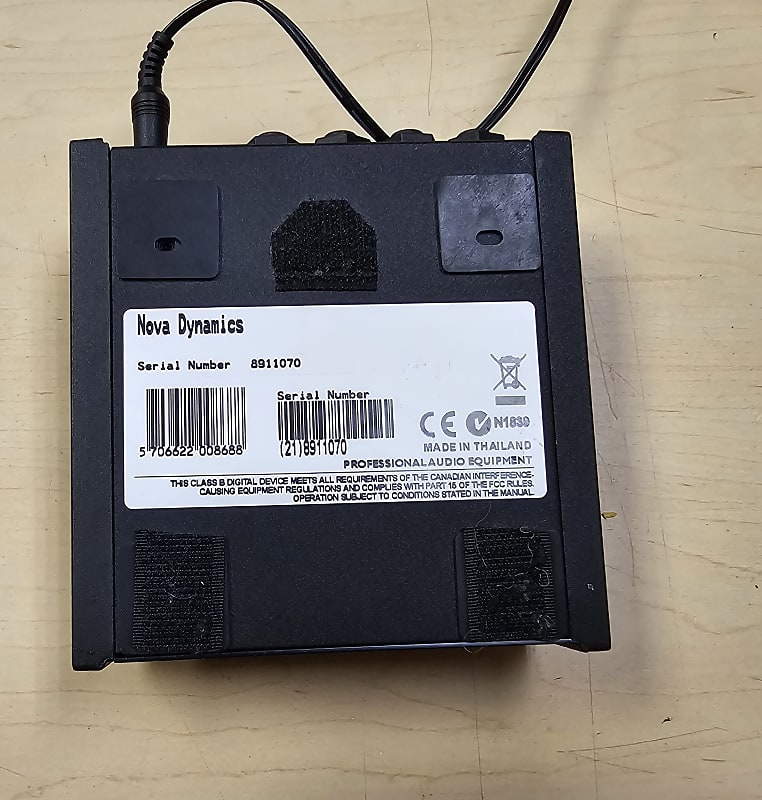 Nova Dynamics
Serial Number 8911070
Serial Number
5 706622 008688
(21)8911070
N1830
MADE IN THAILAND
PROFESSIONAL AUDIO EQUIPMENT
THIS CLASS B DIGITAL DEVICE MEETS ALL REQUIREMENTS OF THE CANADIAN INTERFERENCE.
CAUSING EQUIPMENT REGULATIONS AND COMPLIES WITH PART 15 OF THE FCC RULES.
OPERATION SUBJECT TO CONDITIONS STATED IN THE MANUAL